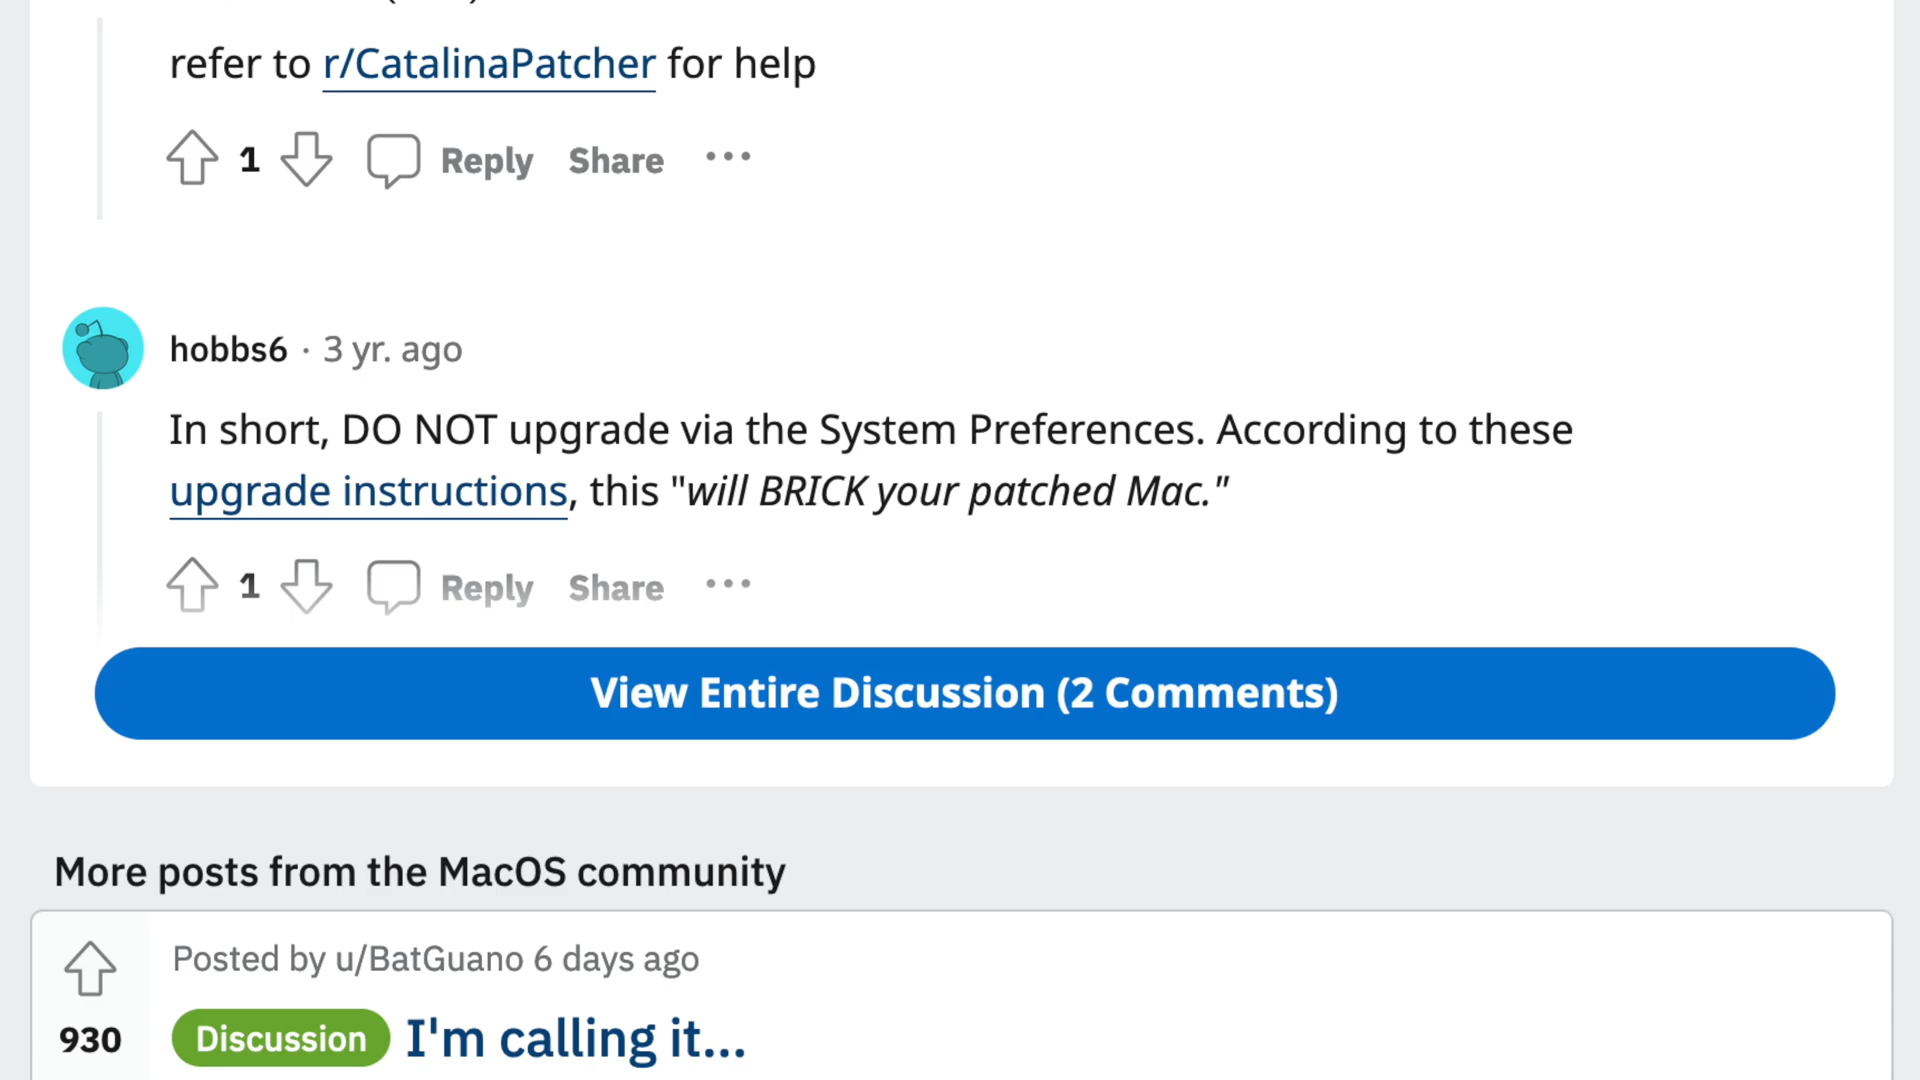 refer to r/CatalinaPatcher for help
1 Reply Share ...
hobbs6 · 3 yr. ago
In short, DO NOT upgrade via the System Preferences. According to these
upgrade instructions, this "will BRICK your patched Mac."
1 Reply Share ...
View Entire Discussion (2 Comments)
More posts from the MacOS community
Posted by u/BatGuano 6 days ago
930 Discussion I'm calling it...